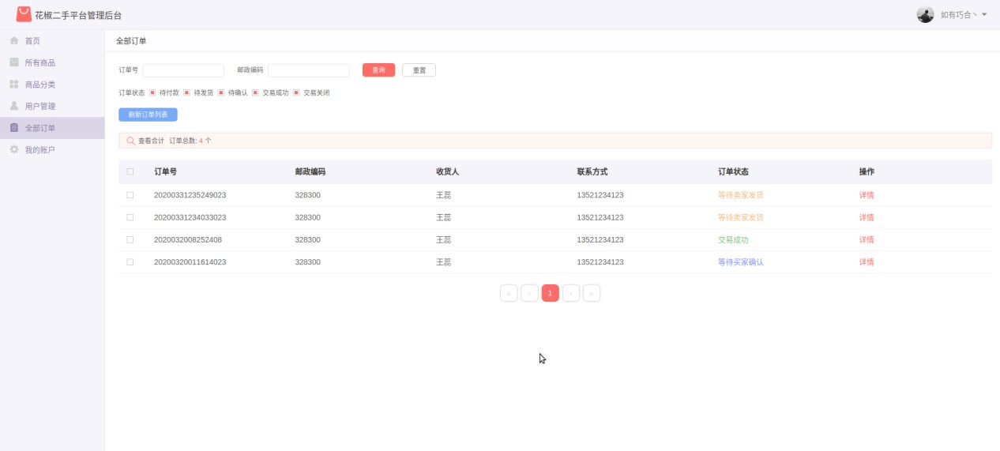 花椒二手平台管理后台
如有巧合丶
首页
所有商品
商品分类
用户管理
全部订单
我的账户
全部订单
订单号 邮政编码 查询 重置
订单状态 待付款 待发货 待确认 交易成功 交易关闭
刷新订单列表
查看合计 订单总数: 4 个
订单号 邮政编码 收货人 联系方式 订单状态 操作
20200331235249023 328300 王蕊 13521234123 等待卖家发货 详情
20200331234033023 328300 王蕊 13521234123 等待卖家发货 详情
2020032008252408 328300 王蕊 13521234123 交易成功 详情
20200320011614023 328300 王蕊 13521234123 等待买家确认 详情
« ‹ 1 › »